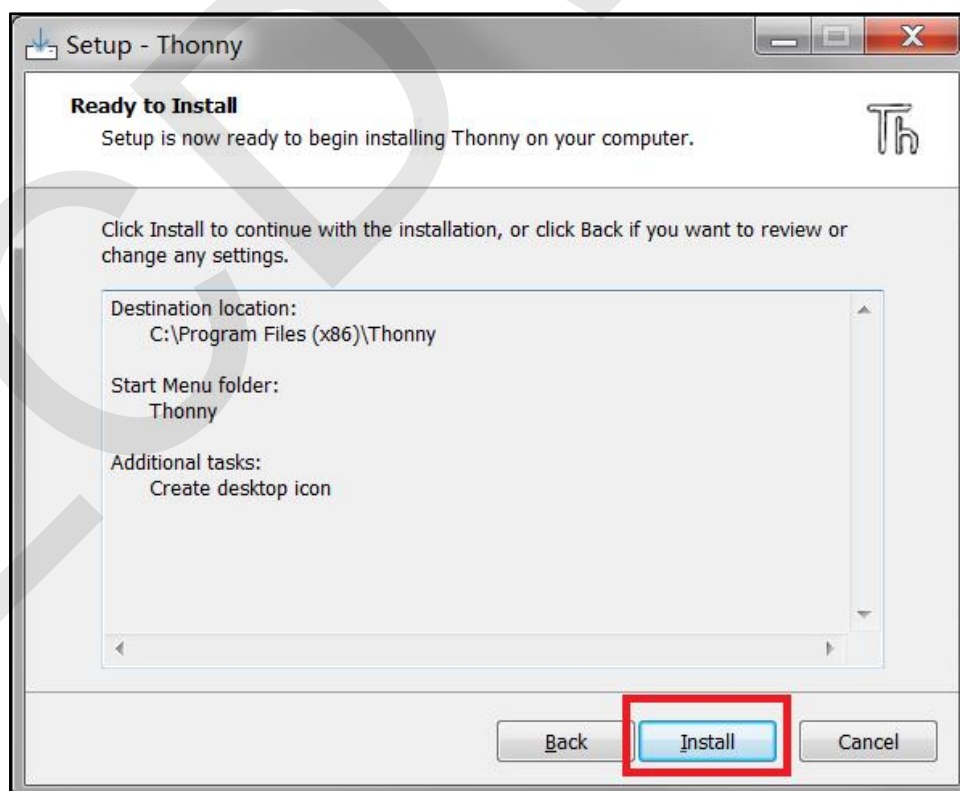 Setup - Thonny
Ready to Install
Setup is now ready to begin installing Thonny on your computer.
Th
Click Install to continue with the installation, or click Back if you want to review or
change any settings.
Destination location:
C:\Program Files (x86)\Thonny
Start Menu folder:
Thonny
Additional tasks:
Create desktop icon
Back Install Cancel